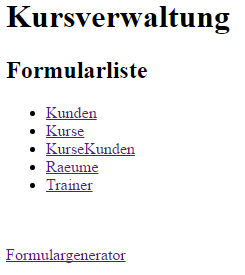 Kursverwaltung
Formularliste
Kunden
Kurse
KurseKunden
Raeume
Trainer
Formulargenerator